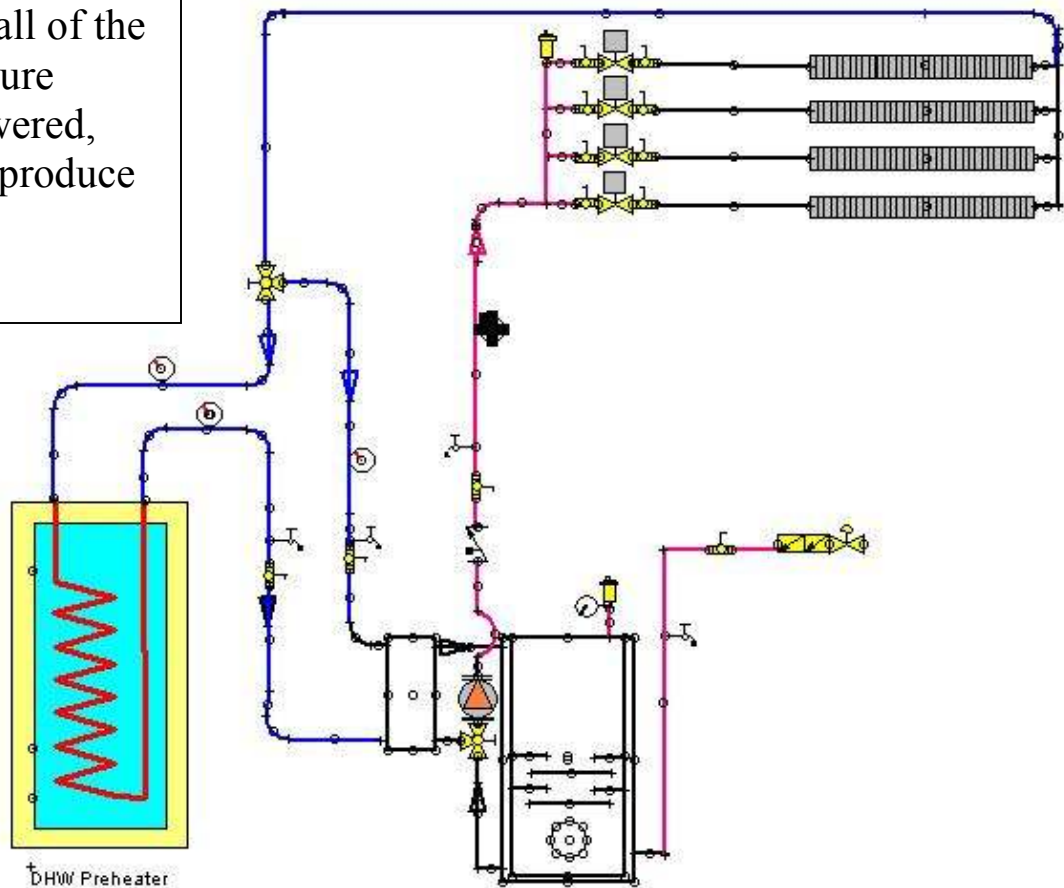 all of the
ure
vered,
produce
DHW Preheater